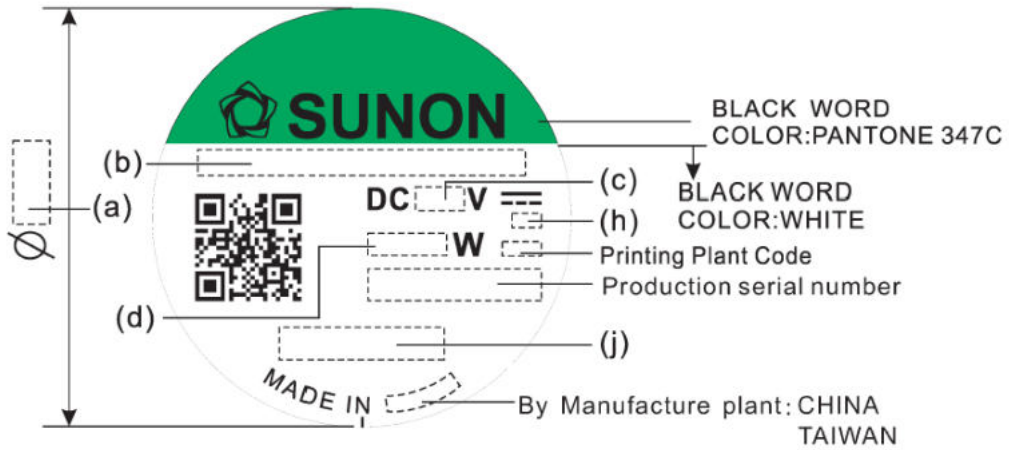 SUNON
BLACK WORD
COLOR:PANTONE 347C
(b)
(c)
DC V
BLACK WORD
COLOR:WHITE
(a)
(h)
W
Printing Plant Code
Ø
Production serial number
(d)
(j)
MADE IN
By Manufacture plant: CHINA
TAIWAN